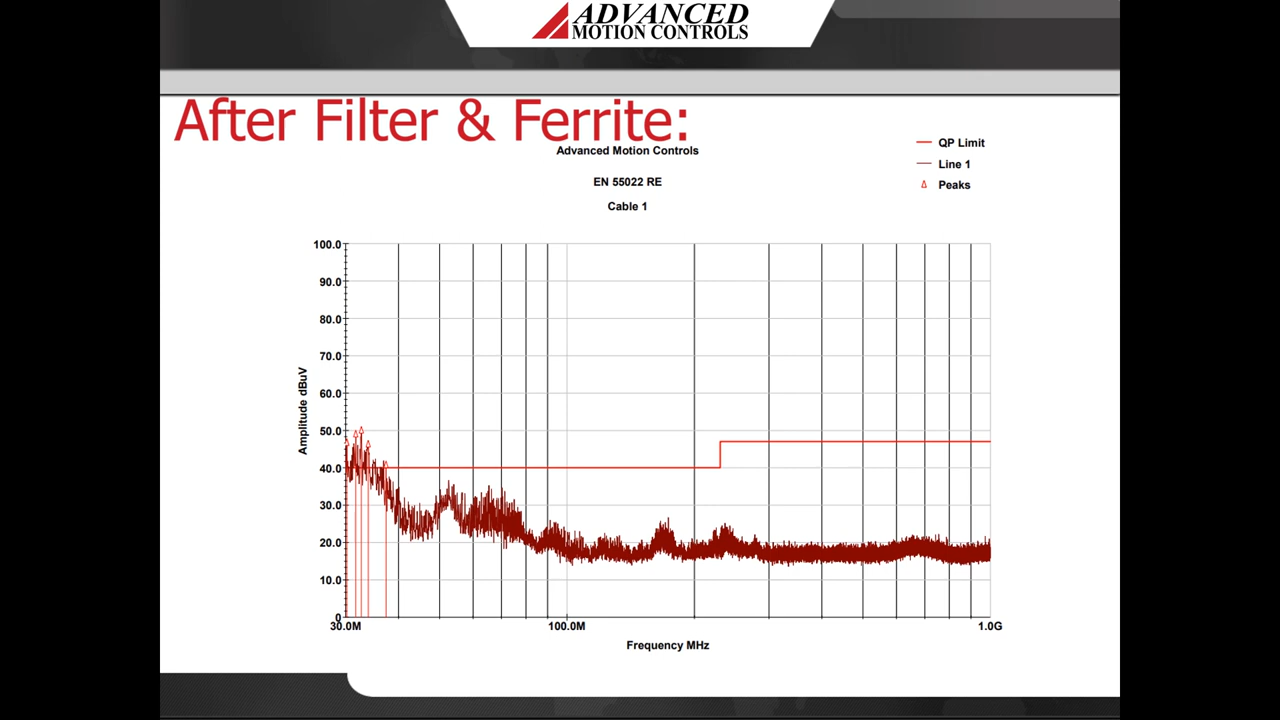 ADVANCED
MOTION CONTROLS
After Filter & Ferrite:
Advanced Motion Controls
EN 55022 RE
Cable 1
QP Limit
Line 1
Peaks
100.0
90.0
80.0
70.0
60.0
50.0
40.0
30.0
20.0
10.0
0
Amplitude dBuV
30.0M
100.0M
1.0G
Frequency MHz